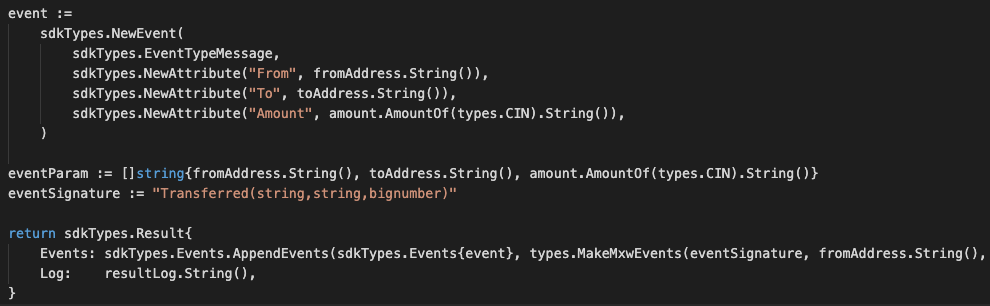 event :=
    sdkTypes.NewEvent(
        sdkTypes.EventTypeMessage,
        sdkTypes.NewAttribute("From", fromAddress.String()),
        sdkTypes.NewAttribute("To", toAddress.String()),
        sdkTypes.NewAttribute("Amount", amount.AmountOf(types.CIN).String()),
    )
eventParam := []string{fromAddress.String(), toAddress.String(), amount.AmountOf(types.CIN).String()}
eventSignature := "Transferred(string,string,bignumber)"
return sdkTypes.Result{
    Events: sdkTypes.Events.AppendEvents(sdkTypes.Events{event}, types.MakeMxwEvents(eventSignature, fromAddress.String(),
    Log:    resultLog.String(),
}